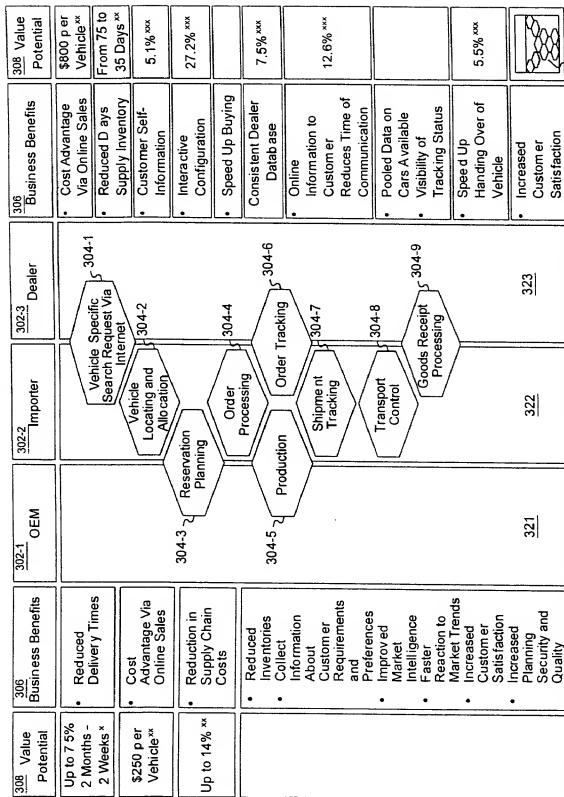 308 Value
Potential
Up to 75%
2 Months -
2 Weeks x
$250 per
Vehicle xx
Up to 14% xx
306
Business Benefits
• Reduced
Delivery Times
• Cost
Advantage Via
Online Sales
• Reduction in
Supply Chain
Costs
• Reduced
Inventories
• Collect
Information
About
Customer
Requirements
and
Preferences
• Improved
Market
Intelligence
• Faster
Reaction to
Market Trends
• Increased
Customer
Satisfaction
• Increased
Planning
Security and
Quality
302-1 OEM
302-2 Importer
302-3 Dealer
Vehicle Specific
Search Request Via
Internet
304-1
Vehicle
Locating and
Allocation
304-2
Reservation
Planning
304-3
Order
Processing
304-4
Production
304-5
Order Tracking
304-6
Shipment
Tracking
304-7
Transport
Control
304-8
Goods Receipt
Processing
304-9
321
322
323
306
Business Benefits
• Cost Advantage
Via Online Sales
• Reduced Days
Supply Inventory
• Customer Self-
Information
• Interactive
Configuration
• Speed Up Buying
• Consistent Dealer
Database
• Online
Information to
Customer
Reduces Time of
Communication
• Pooled Data on
Cars Available
• Visibility of
Tracking Status
• Speed Up
Handing Over of
Vehicle
• Increased
Customer
Satisfaction
308 Value
Potential
$800 per
Vehicle xx
From 75 to
35 Days xx
5.1% xxx
27.2% xxx
7.5% xxx
12.6% xxx
5.5% xxx